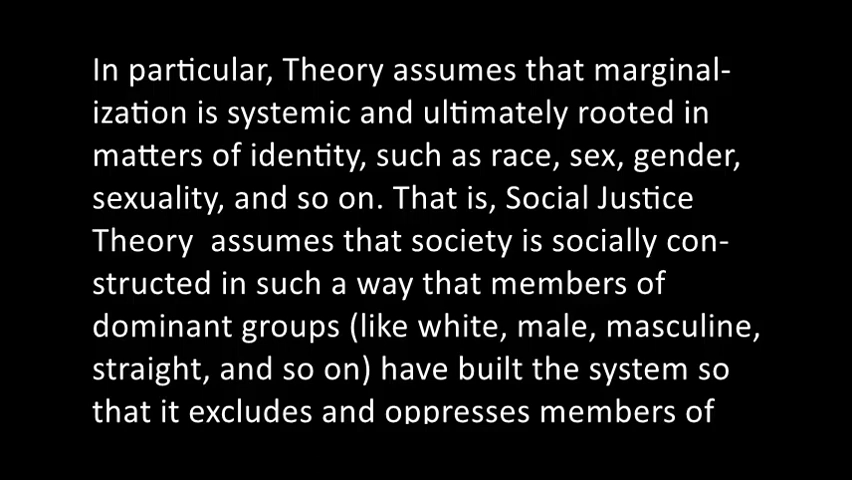 In particular, Theory assumes that marginal-
ization is systemic and ultimately rooted in
matters of identity, such as race, sex, gender,
sexuality, and so on. That is, Social Justice
Theory  assumes that society is socially con-
structed in such a way that members of
dominant groups (like white, male, masculine,
straight, and so on) have built the system so
that it excludes and oppresses members of